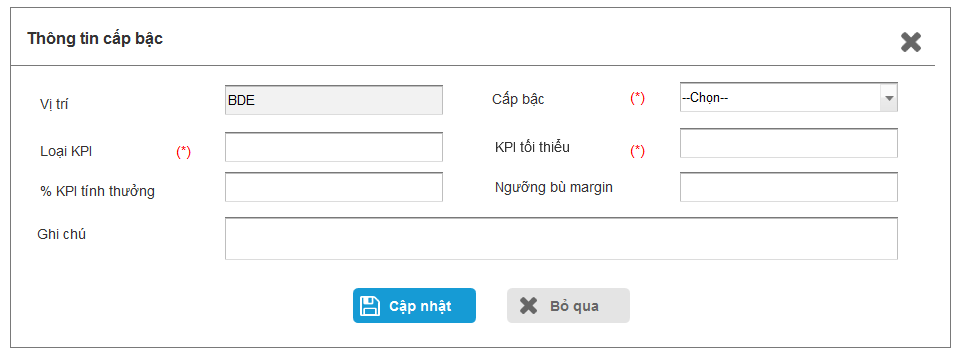 Thông tin cấp bậc
Vị trí BDE Cấp bậc (*) --Chọn--
Loại KPI (*) KPI tối thiểu (*)
% KPI tính thưởng Ngưỡng bù margin
Ghi chú
Cập nhật Bỏ qua